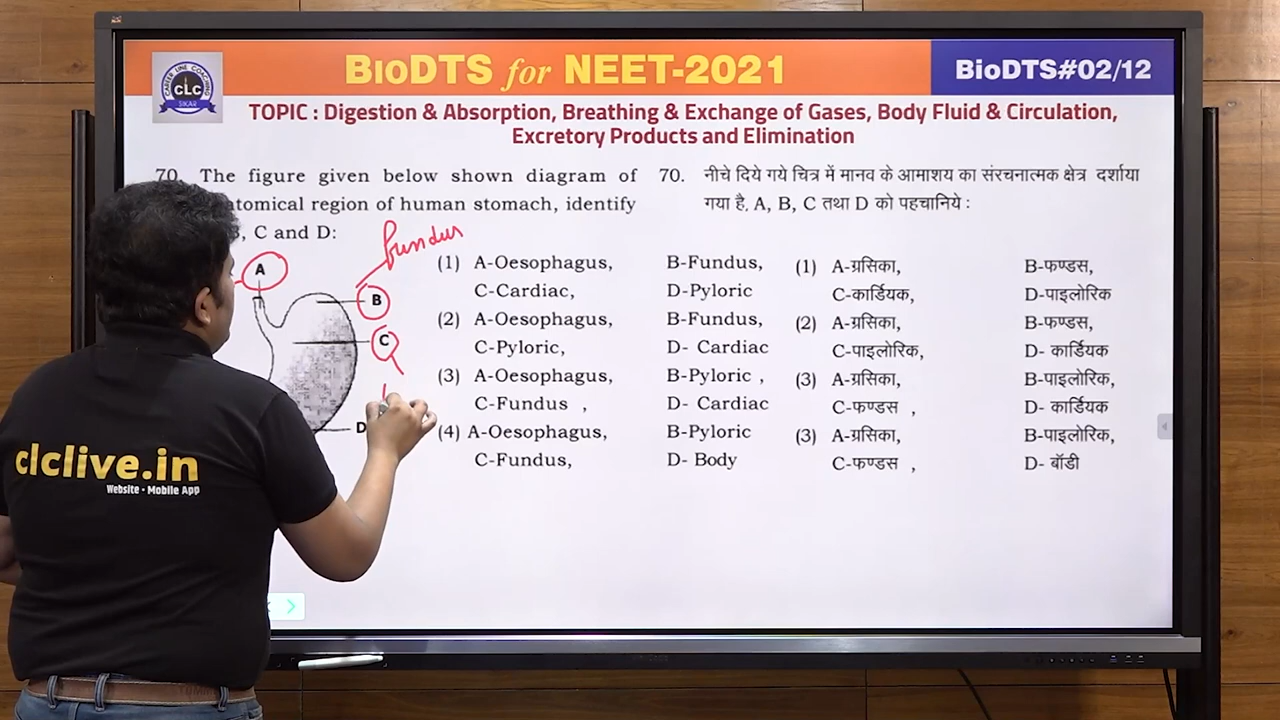 BIODTS for NEET-2021
BIODTS#02/12
CAREER LINE COACHING
CLC
SIKAR
TOPIC : Digestion & Absorption, Breathing & Exchange of Gases, Body Fluid & Circulation,
Excretory Products and Elimination
70. The figure given below shown diagram of
atomical region of human stomach, identify
B, C and D:
fundus
A
B
C
D
(1) A-Oesophagus, B-Fundus,
C-Cardiac, D-Pyloric
(2) A-Oesophagus, B-Fundus,
C-Pyloric, D- Cardiac
(3) A-Oesophagus, B-Pyloric ,
C-Fundus , D- Cardiac
(4) A-Oesophagus, B-Pyloric
C-Fundus, D- Body
70. नीचे दिये गये चित्र में मानव के आमाशय का संरचनात्मक क्षेत्र दर्शाया
गया है, A, B, C तथा D को पहचानिये :
(1) A-ग्रसिका, B-फण्डस,
C-कार्डियक, D-पाइलोरिक
(2) A-ग्रसिका, B-फण्डस,
C-पाइलोरिक, D- कार्डियक
(3) A-ग्रसिका, B-पाइलोरिक,
C-फण्डस , D- कार्डियक
(3) A-ग्रसिका, B-पाइलोरिक,
C-फण्डस , D- बॉडी
clclive.in
Website • Mobile App